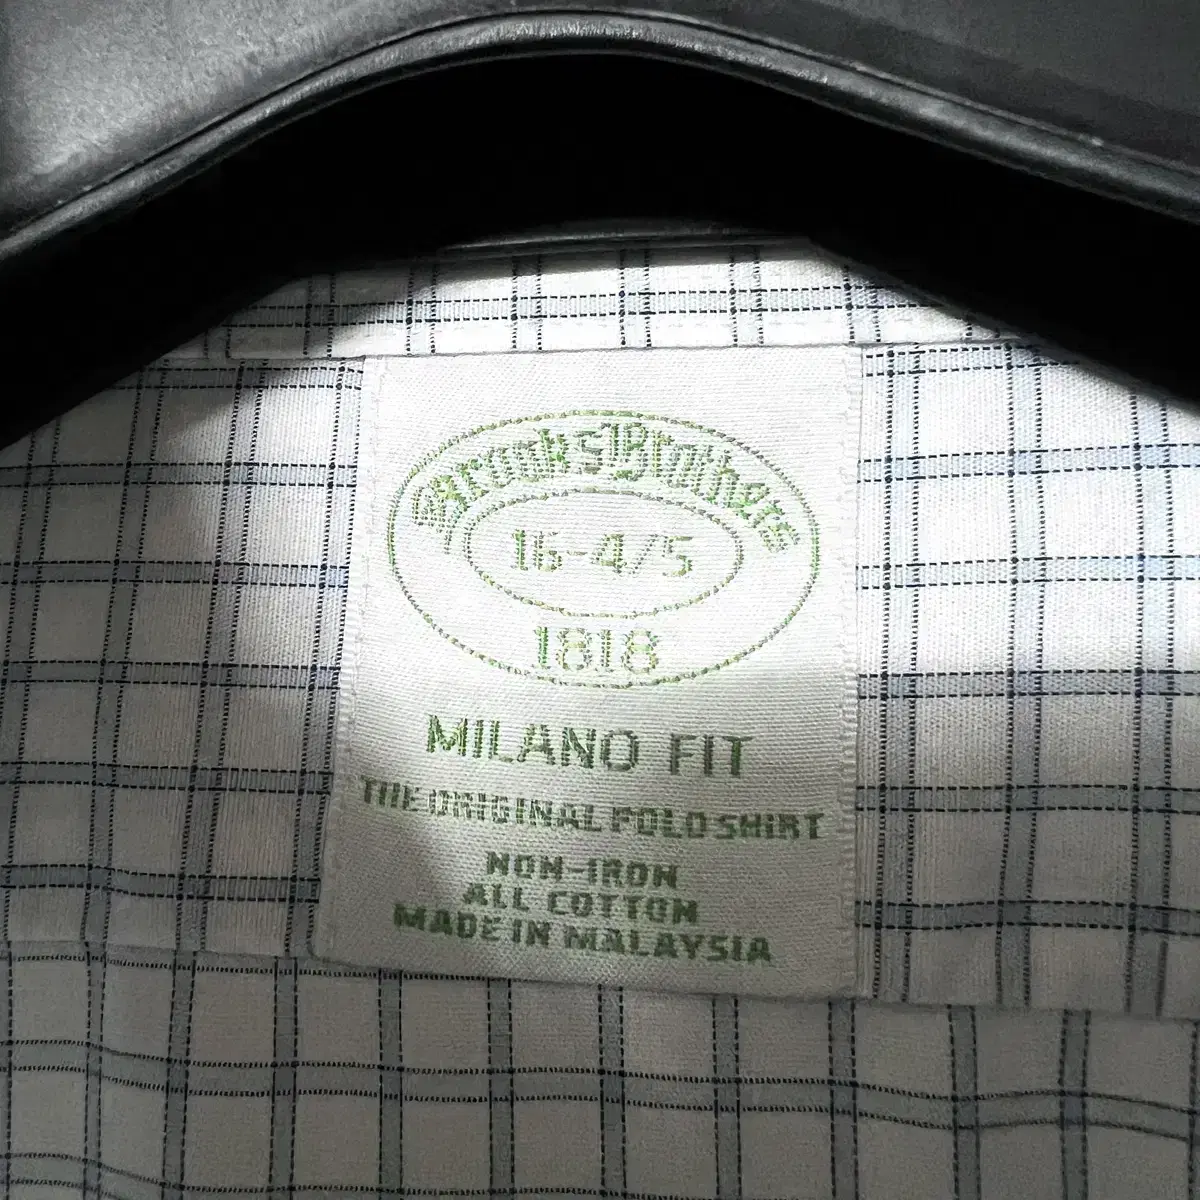 Brooks Brothers
16-4/5
1818
MILANO FIT
THE ORIGINAL POLO SHIRT
NON-IRON
ALL COTTON
MADE IN MALAYSIA